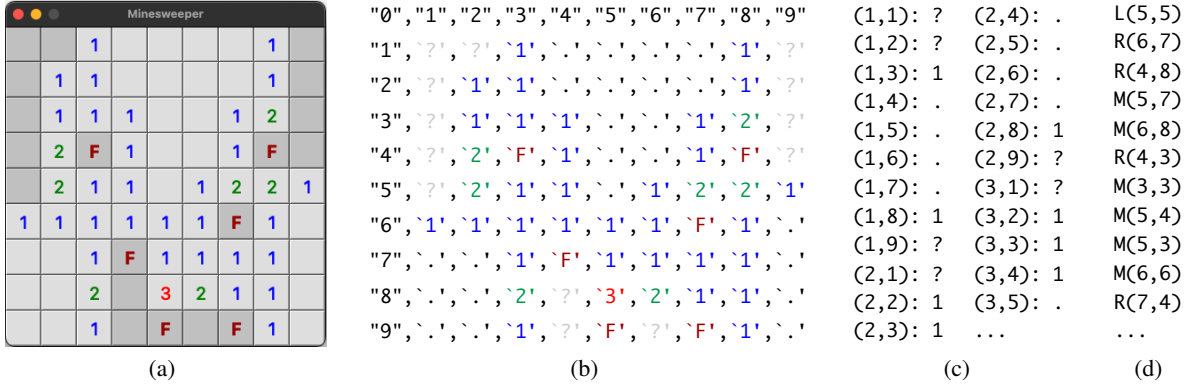 Minesweeper
1 1
1 1 1
1 1 1 1 2
2 F 1 1 F
2 1 1 1 2 2 1
1 1 1 1 1 1 F 1
1 F 1 1 1 1
2 3 2 1 1
1 F F 1
(a)
"0","1","2","3","4","5","6","7","8","9"
"1",`?',`?',`1',`.',`.',`.',`.',`1',`?'
"2",`?',`1',`1',`.',`.',`.',`.',`1',`?'
"3",`?',`1',`1',`1',`.',`.',`1',`2',`?'
"4",`?',`2',`F',`1',`.',`.',`1',`F',`?'
"5",`?',`2',`1',`1',`.',`1',`2',`2',`1'
"6",`1',`1',`1',`1',`1',`1',`F',`1',`.'
"7",`.',`.',`1',`F',`1',`1',`1',`1',`.'
"8",`.',`.',`2',`?',`3',`2',`1',`1',`.'
"9",`.',`.',`1',`?',`F',`?',`F',`1',`.'
(b)
(1,1): ? (2,4): .
(1,2): ? (2,5): .
(1,3): 1 (2,6): .
(1,4): . (2,7): .
(1,5): . (2,8): 1
(1,6): . (2,9): ?
(1,7): . (3,1): ?
(1,8): 1 (3,2): 1
(1,9): ? (3,3): 1
(2,1): ? (3,4): 1
(2,2): 1 (3,5): .
(2,3): 1 ...
(c)
L(5,5)
R(6,7)
R(4,8)
M(5,7)
M(6,8)
R(4,3)
M(3,3)
M(5,4)
M(5,3)
M(6,6)
R(7,4)
...
(d)